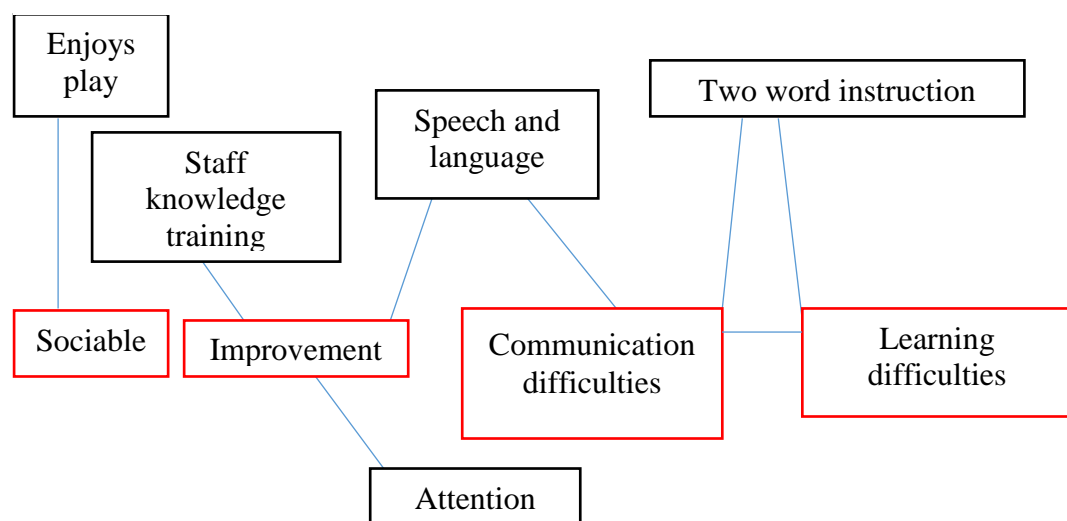 Enjoys
play
Two word instruction
Speech and
language
Staff
knowledge
training
Sociable
Improvement
Communication
difficulties
Learning
difficulties
Attention